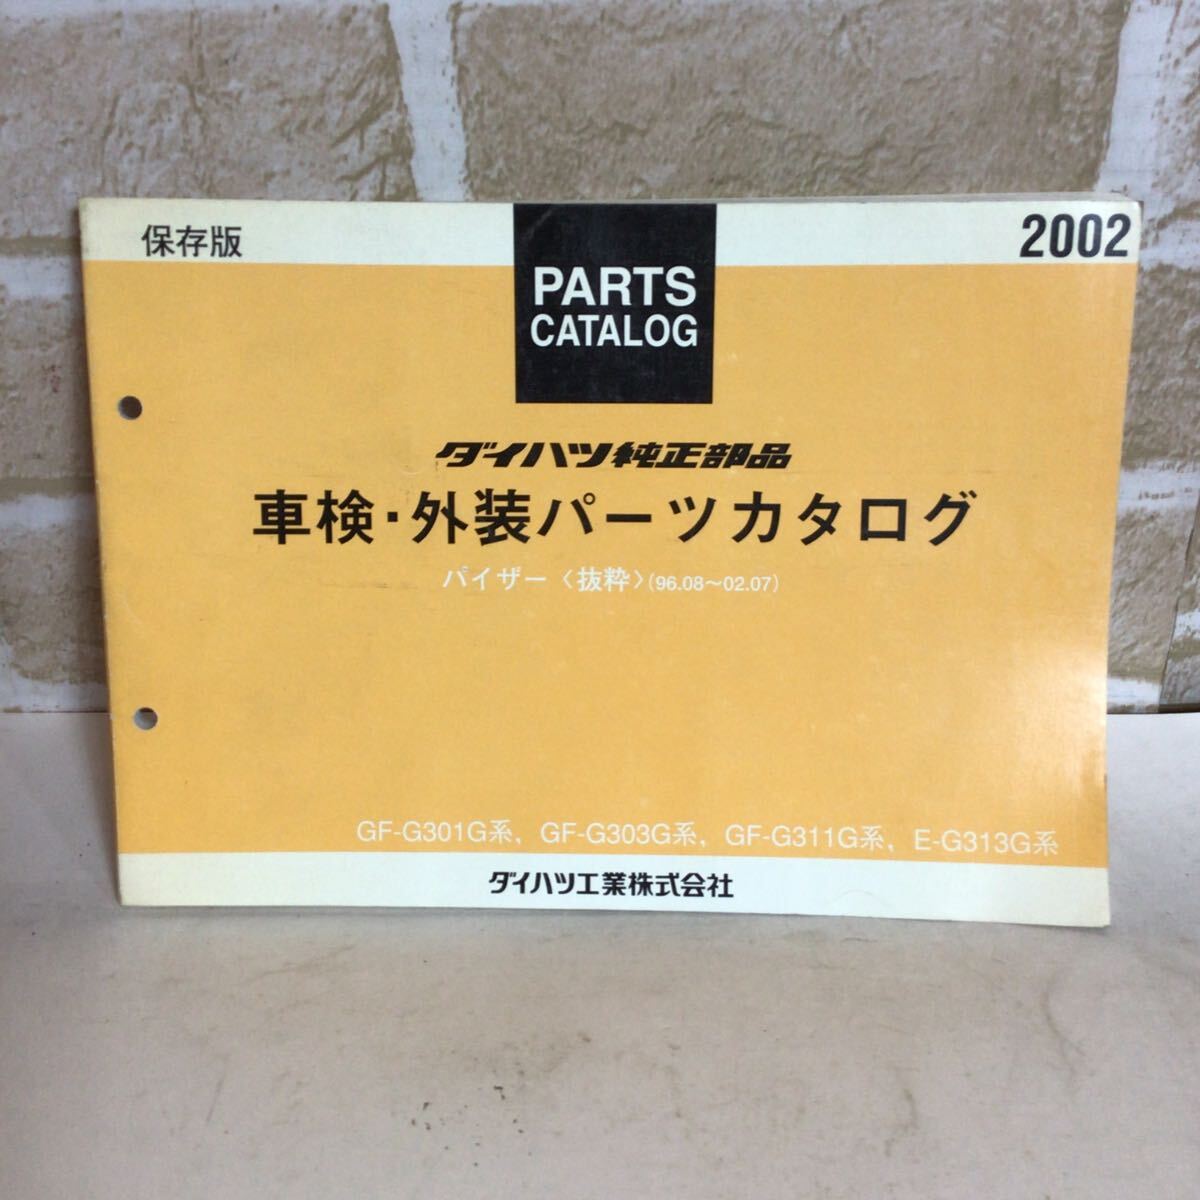 保存版
2002
PARTS
CATALOG
ダイハツ純正部品
車検・外装パーツカタログ
パイザー〈抜粋〉(96.08〜02.07)
GF-G301G系, GF-G303G系, GF-G311G系, E-G313G系
ダイハツ工業株式会社